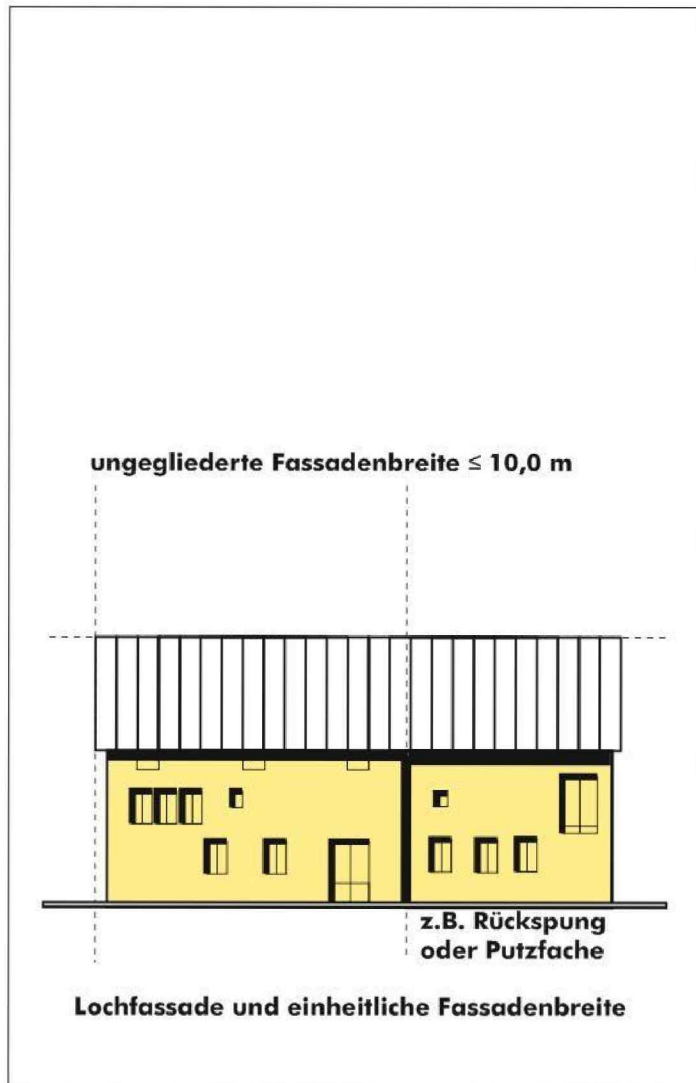 ungegliederte Fassadenbreite ≤ 10,0 m
z.B. Rückspung
oder Putzfache
Lochfassade und einheitliche Fassadenbreite